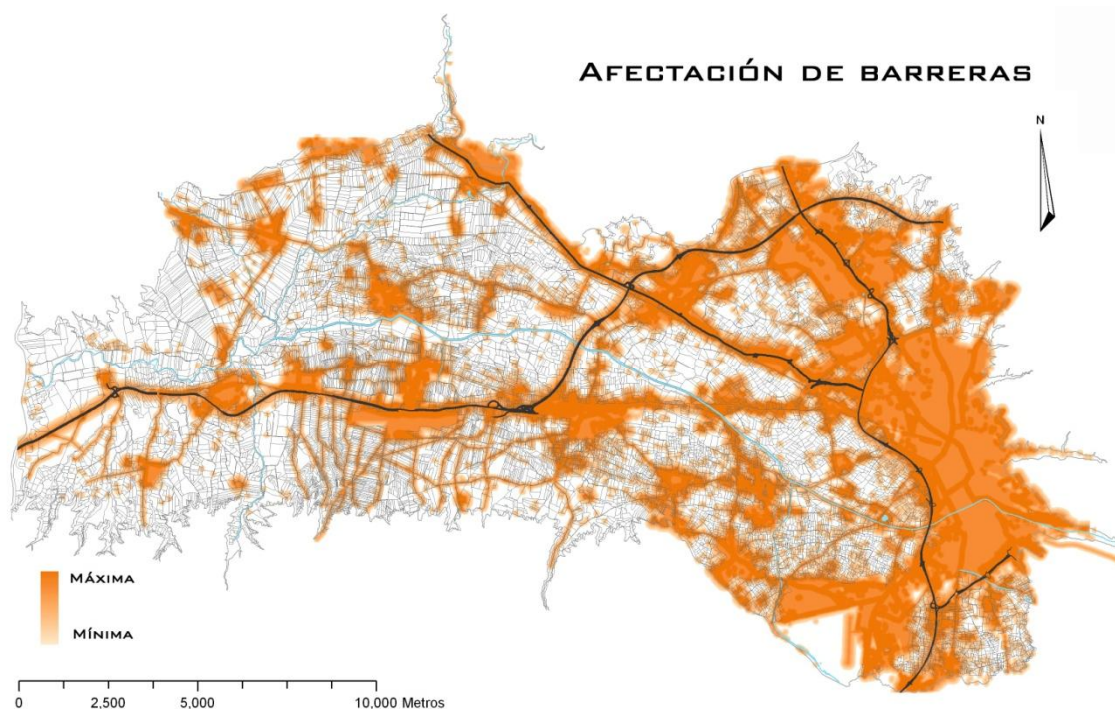 AFECTACIÓN DE BARRERAS
N
MÁXIMA
MÍNIMA
0 2,500 5,000 10,000 Metros